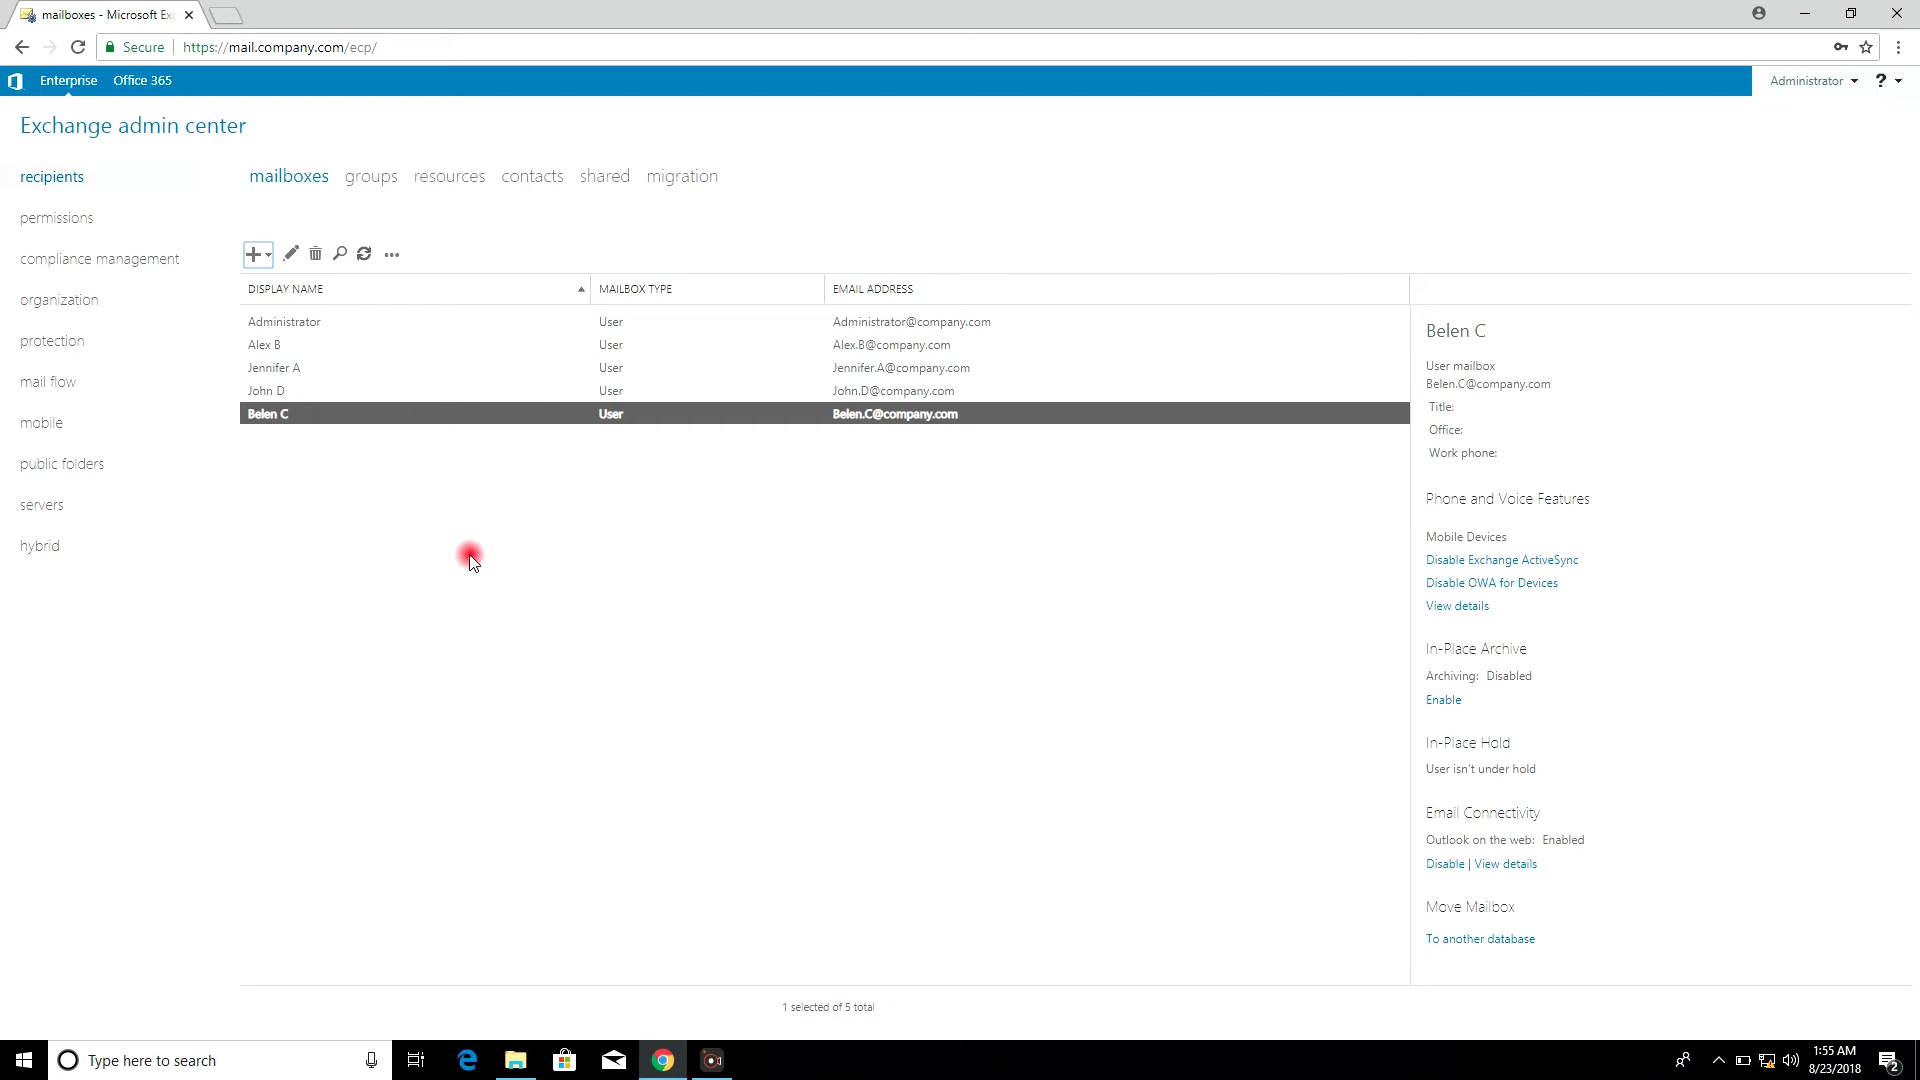 mailboxes - Microsoft Exc
Secure https://mail.company.com/ecp/
Enterprise Office 365 Administrator ?
Exchange admin center
recipients
permissions
compliance management
organization
protection
mail flow
mobile
public folders
servers
hybrid
mailboxes groups resources contacts shared migration
DISPLAY NAME MAILBOX TYPE EMAIL ADDRESS
Administrator User Administrator@company.com
Alex B User Alex.B@company.com
Jennifer A User Jennifer.A@company.com
John D User John.D@company.com
Belen C User Belen.C@company.com
1 selected of 5 total
Belen C
User mailbox
Belen.C@company.com
Title:
Office:
Work phone:
Phone and Voice Features
Mobile Devices
Disable Exchange ActiveSync
Disable OWA for Devices
View details
In-Place Archive
Archiving: Disabled
Enable
In-Place Hold
User isn't under hold
Email Connectivity
Outlook on the web: Enabled
Disable | View details
Move Mailbox
To another database
Type here to search
1:55 AM
8/23/2018
2